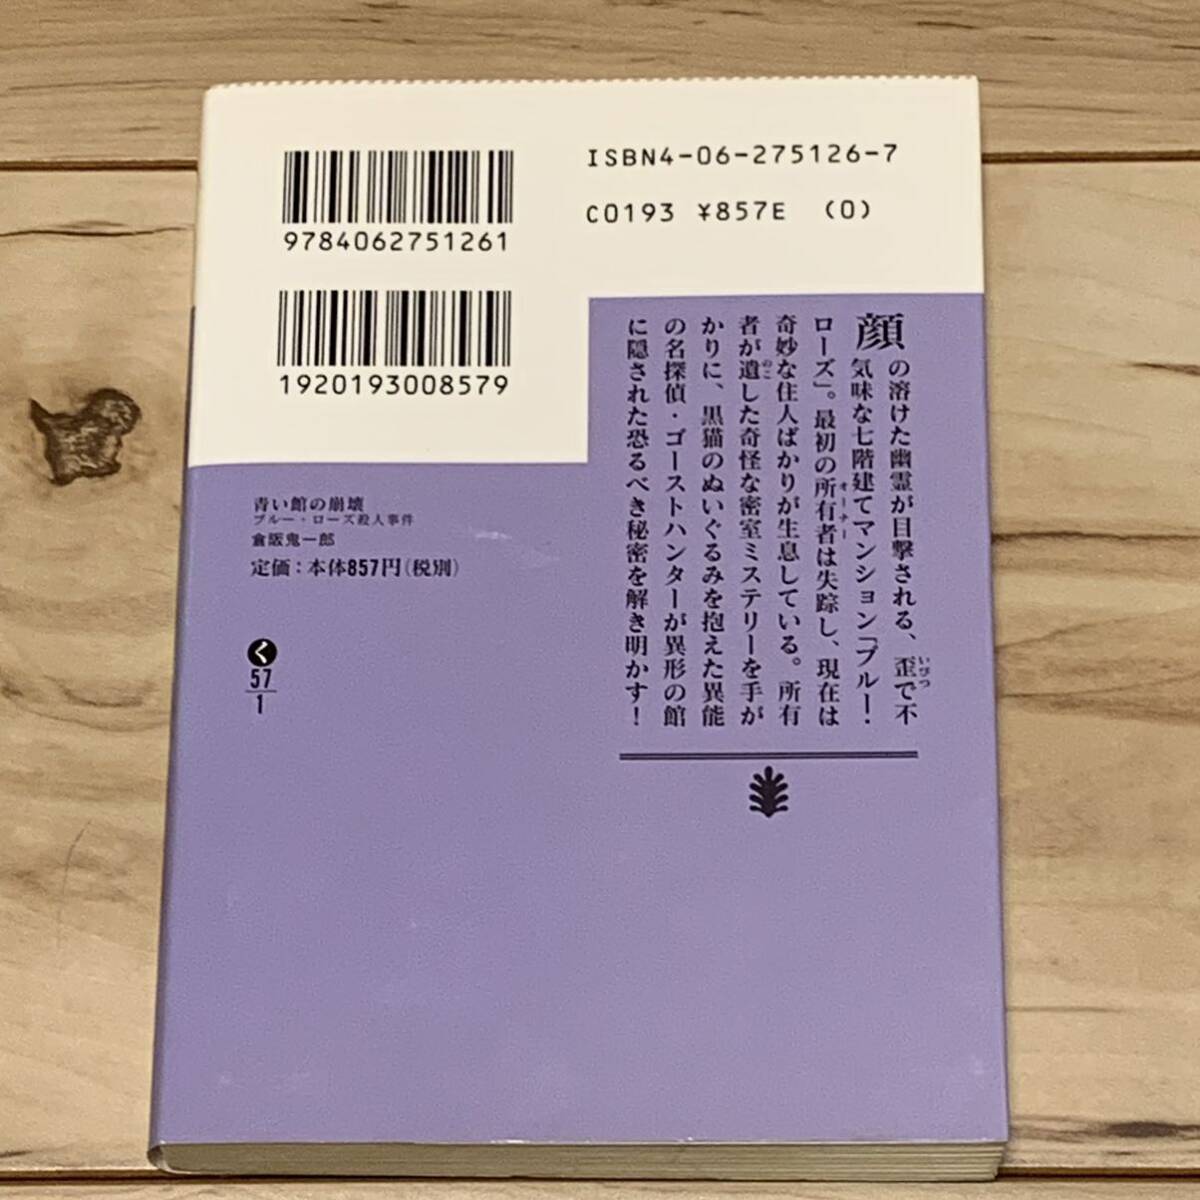 9784062751261
ISBN4-06-275126-7
C0193 ¥857E (0)
1920193008579
顔の溶けた幽霊が目撃される、歪で不
いびつ
気味な七階建てマンション「ブルー・
ローズ」。最初の所有者は失踪し、現在は
オーナー
奇妙な住人ばかりが生息している。所有
者が遺した奇怪な密室ミステリーを手が
のこ
かりに、黒猫のぬいぐるみを抱えた異能
の名探偵・ゴーストハンターが異形の館
に隠された恐るべき秘密を解き明かす!
青い館の崩壊
ブルー・ローズ殺人事件
倉阪鬼一郎
定価:本体857円(税別)
く
57
1